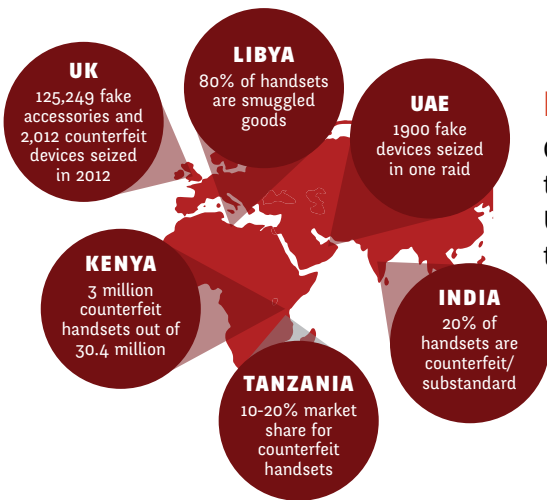 UK
125,249 fake
accessories and
2,012 counterfeit
devices seized
in 2012
LIBYA
80% of handsets
are smuggled
goods
UAE
1900 fake
devices seized
in one raid
KENYA
3 million
counterfeit
handsets out of
30.4 million
INDIA
20% of
handsets are
counterfeit/
substandard
TANZANIA
10-20% market
share for
counterfeit
handsets